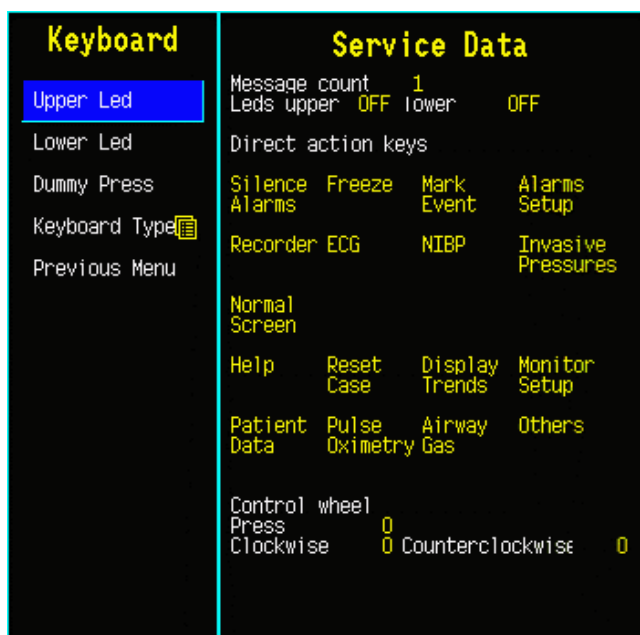 Keyboard
Upper Led
Lower Led
Dummy Press
Keyboard Type
Previous Menu
Service Data
Message count 1
Leds upper OFF lower OFF
Direct action keys
Silence Freeze Mark Alarms
Alarms Event Setup
Recorder ECG NIBP Invasive
Pressures
Normal
Screen
Help Reset Display Monitor
Case Trends Setup
Patient Pulse Airway Others
Data Oximetry Gas
Control wheel
Press 0
Clockwise 0 Counterclockwise 0